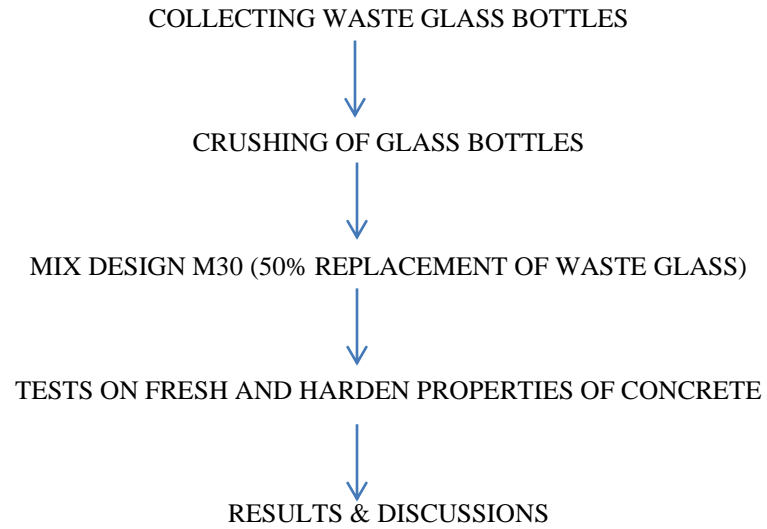 COLLECTING WASTE GLASS BOTTLES
CRUSHING OF GLASS BOTTLES
MIX DESIGN M30 (50% REPLACEMENT OF WASTE GLASS)
TESTS ON FRESH AND HARDEN PROPERTIES OF CONCRETE
RESULTS & DISCUSSIONS